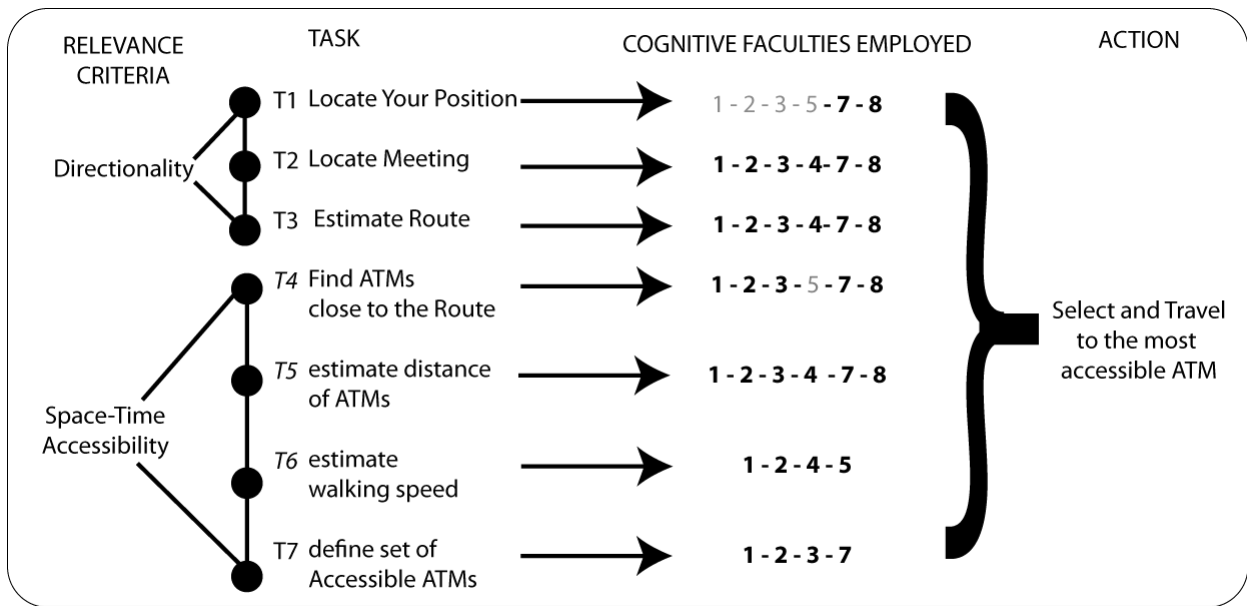 RELEVANCE
CRITERIA
TASK
COGNITIVE FACULTIES EMPLOYED
ACTION
T1 Locate Your Position
1 - 2 - 3 - 5 - 7 - 8
Directionality
T2 Locate Meeting
1 - 2 - 3 - 4- 7 - 8
T3 Estimate Route
1 - 2 - 3 - 4- 7 - 8
T4 Find ATMs
close to the Route
1 - 2 - 3 - 5 - 7 - 8
T5 estimate distance
of ATMs
1 - 2 - 3 - 4 - 7 - 8
Space-Time
Accessibility
T6 estimate
walking speed
1 - 2 - 4 - 5
T7 define set of
Accessible ATMs
1 - 2 - 3 - 7
Select and Travel
to the most
accessible ATM